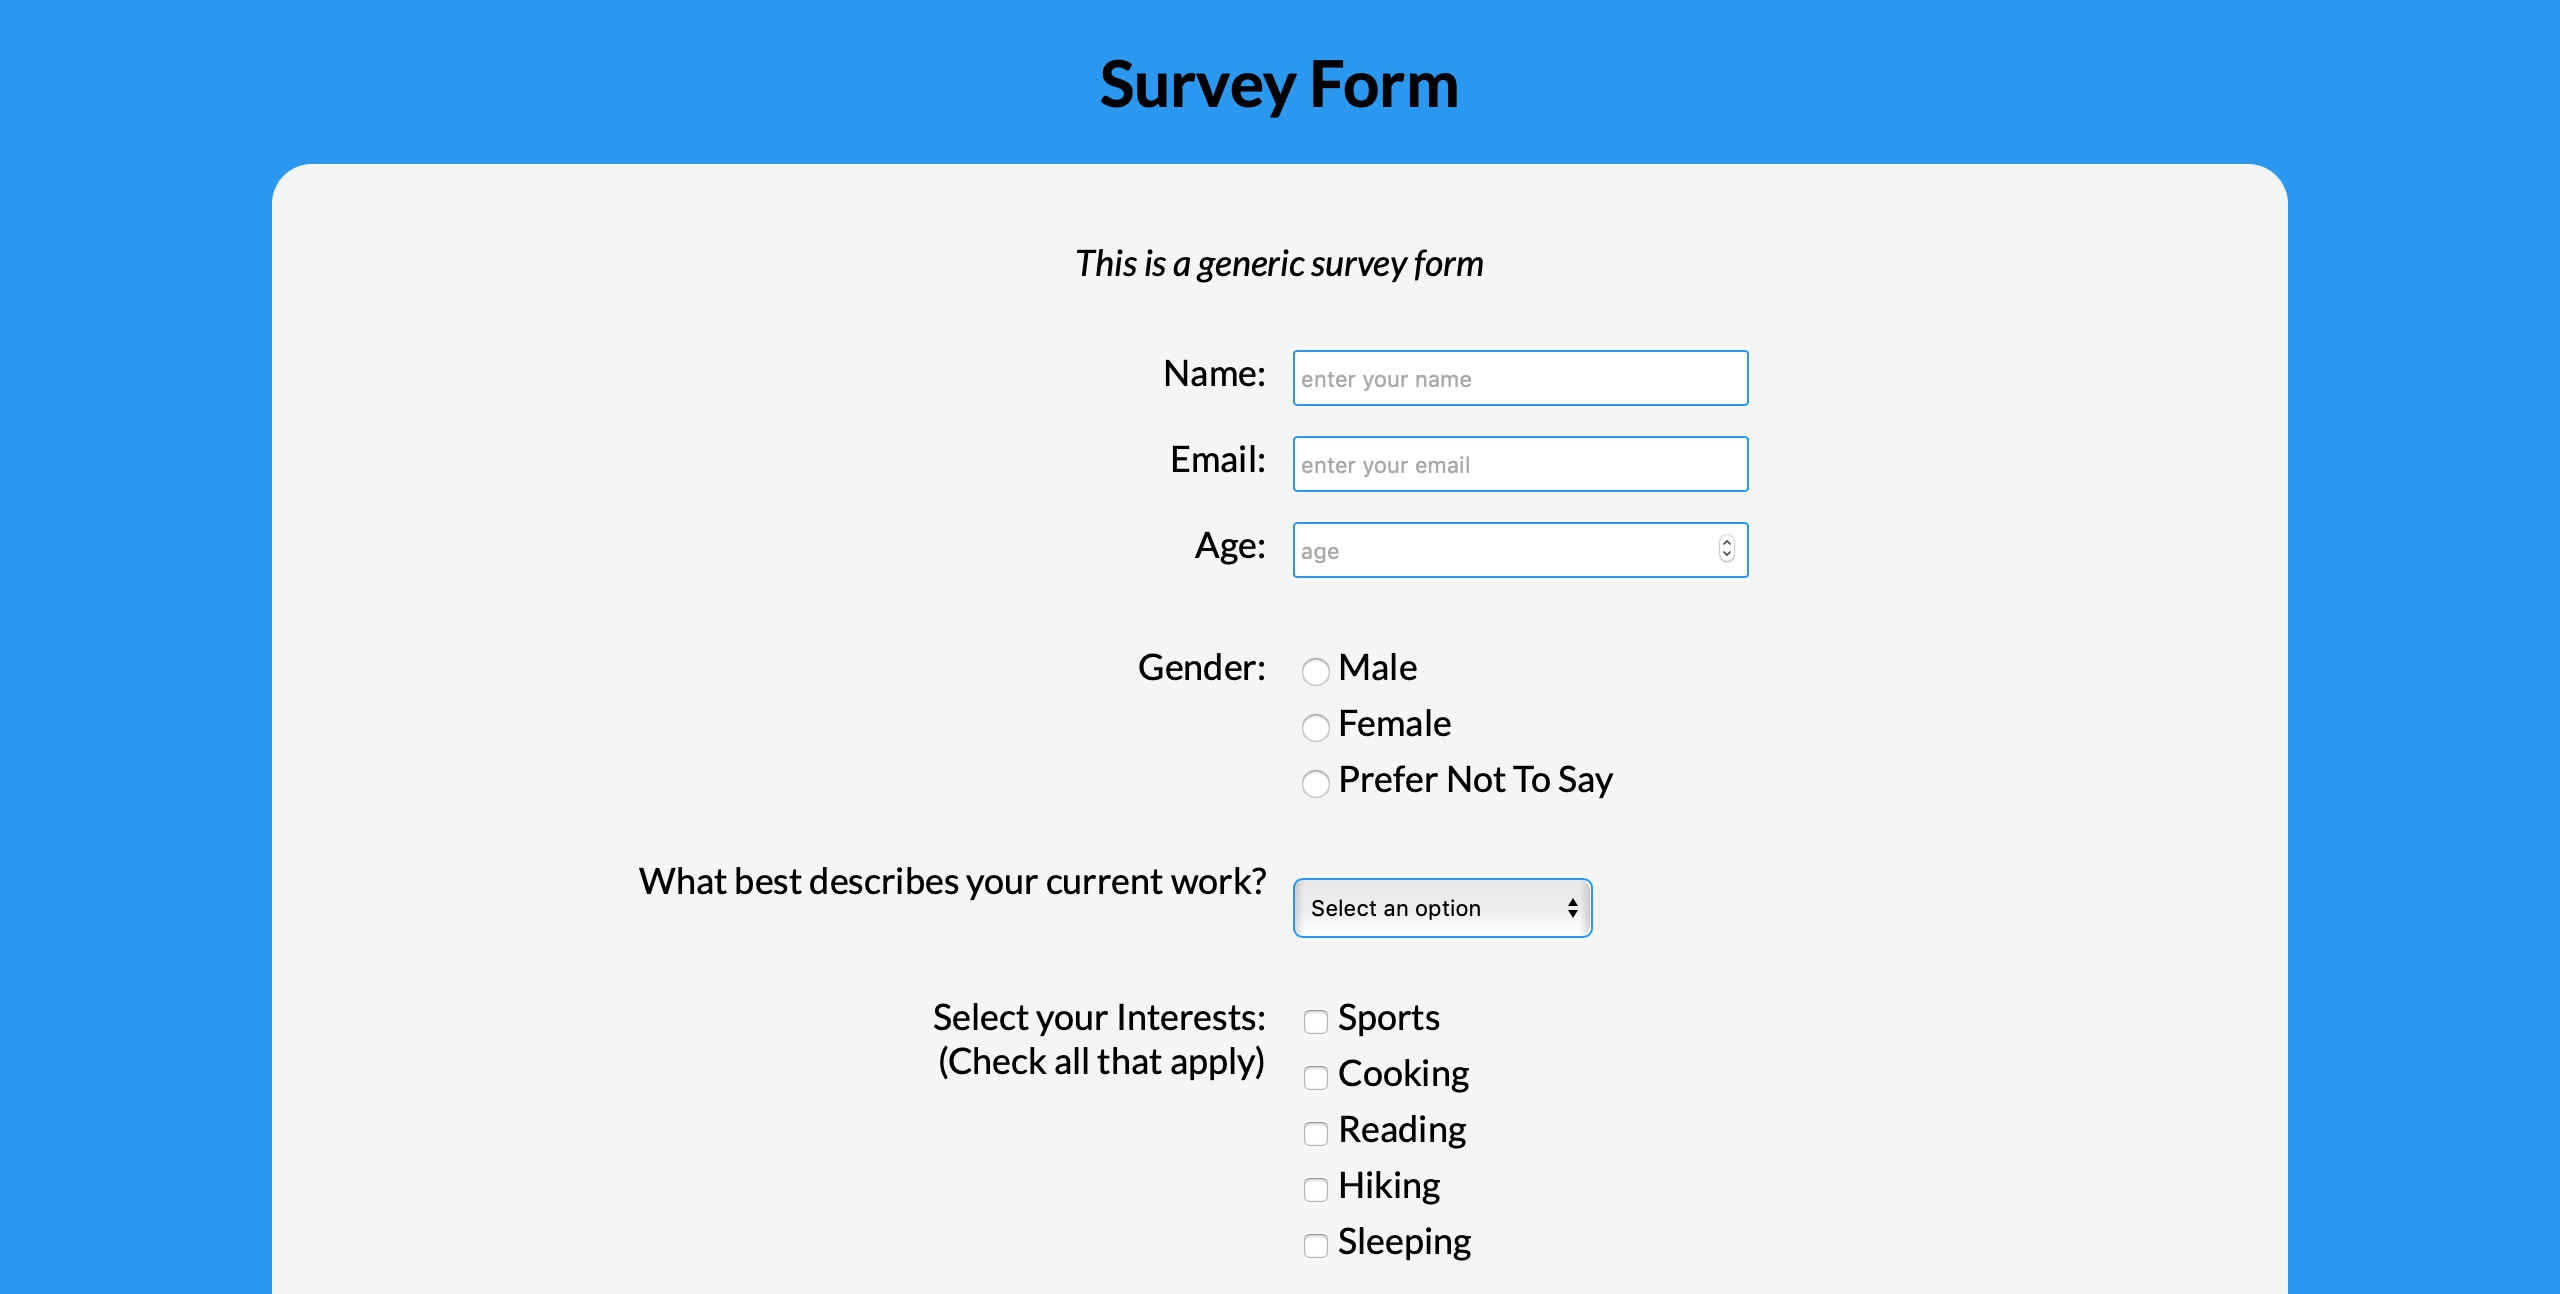 Survey Form
This is a generic survey form
Name: enter your name
Email: enter your email
Age: age
Gender: Male
Female
Prefer Not To Say
What best describes your current work? Select an option
Select your Interests: Sports
(Check all that apply)
Cooking
Reading
Hiking
Sleeping